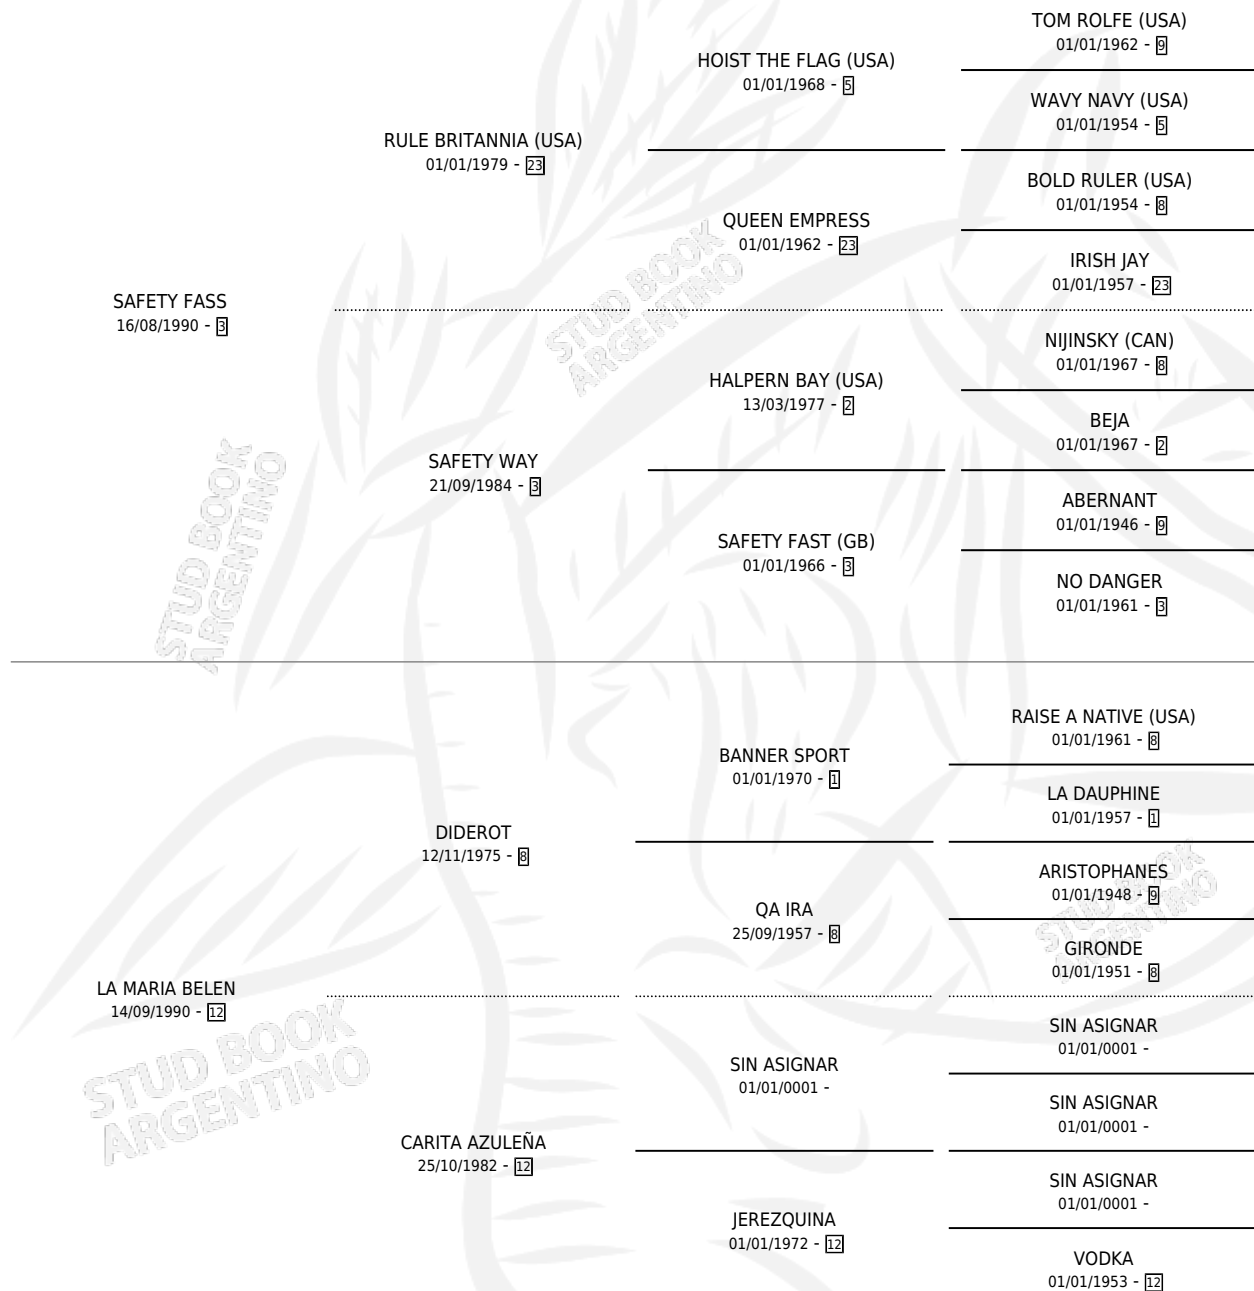 TOM ROLFE (USA)
01/01/1962 - 9
HOIST THE FLAG (USA)
01/01/1968 - 5
WAVY NAVY (USA)
01/01/1954 - 5
RULE BRITANNIA (USA)
01/01/1979 - 23
BOLD RULER (USA)
01/01/1954 - 8
QUEEN EMPRESS
01/01/1962 - 23
IRISH JAY
01/01/1957 - 23
SAFETY FASS
16/08/1990 - 3
NIJINSKY (CAN)
01/01/1967 - 8
HALPERN BAY (USA)
13/03/1977 - 2
BEJA
01/01/1967 - 2
SAFETY WAY
21/09/1984 - 3
ABERNANT
01/01/1946 - 9
SAFETY FAST (GB)
01/01/1966 - 3
NO DANGER
01/01/1961 - 3
RAISE A NATIVE (USA)
01/01/1961 - 8
BANNER SPORT
01/01/1970 - 1
LA DAUPHINE
01/01/1957 - 1
DIDEROT
12/11/1975 - 8
ARISTOPHANES
01/01/1948 - 9
QA IRA
25/09/1957 - 8
GIRONDE
01/01/1951 - 8
LA MARIA BELEN
14/09/1990 - 12
SIN ASIGNAR
01/01/0001 -
SIN ASIGNAR
01/01/0001 -
SIN ASIGNAR
01/01/0001 -
CARITA AZULEÑA
25/10/1982 - 12
SIN ASIGNAR
01/01/0001 -
JEREZQUINA
01/01/1972 - 12
VODKA
01/01/1953 - 12
STUD BOOK
ARGENTINO
STUD BOOK
ARGENTINO
STUD BOOK
ARGENTINO
STUD BOOK
ARGENTINO